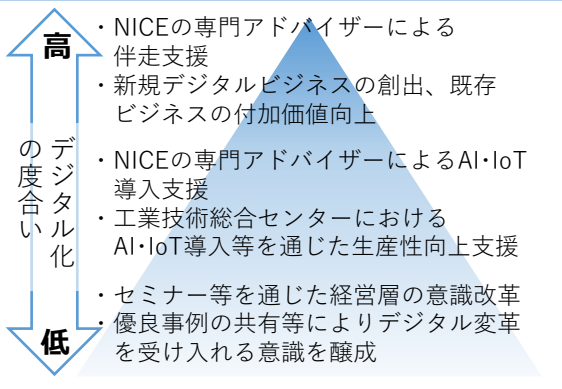 高
デジタル化
の度合い
低
・NICEの専門アドバイザーによる
伴走支援
・新規デジタルビジネスの創出、既存
ビジネスの付加価値向上
・NICEの専門アドバイザーによるAI･IoT
導入支援
・工業技術総合センターにおける
AI･IoT導入等を通じた生産性向上支援
・セミナー等を通じた経営層の意識改革
・優良事例の共有等によりデジタル変革
を受け入れる意識を醸成